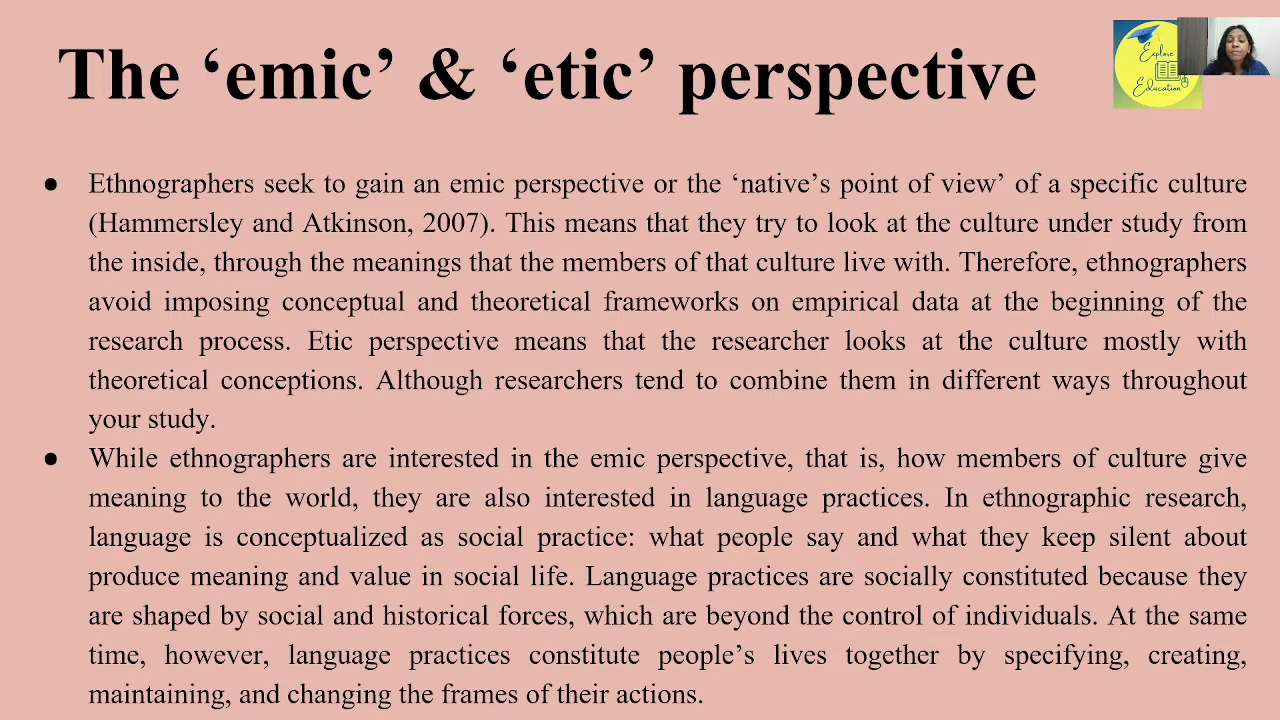 The ‘emic’ & ‘etic’ perspective
Explore
Education
● Ethnographers seek to gain an emic perspective or the ‘native’s point of view’ of a specific culture
(Hammersley and Atkinson, 2007). This means that they try to look at the culture under study from
the inside, through the meanings that the members of that culture live with. Therefore, ethnographers
avoid imposing conceptual and theoretical frameworks on empirical data at the beginning of the
research process. Etic perspective means that the researcher looks at the culture mostly with
theoretical conceptions. Although researchers tend to combine them in different ways throughout
your study.
● While ethnographers are interested in the emic perspective, that is, how members of culture give
meaning to the world, they are also interested in language practices. In ethnographic research,
language is conceptualized as social practice: what people say and what they keep silent about
produce meaning and value in social life. Language practices are socially constituted because they
are shaped by social and historical forces, which are beyond the control of individuals. At the same
time, however, language practices constitute people’s lives together by specifying, creating,
maintaining, and changing the frames of their actions.